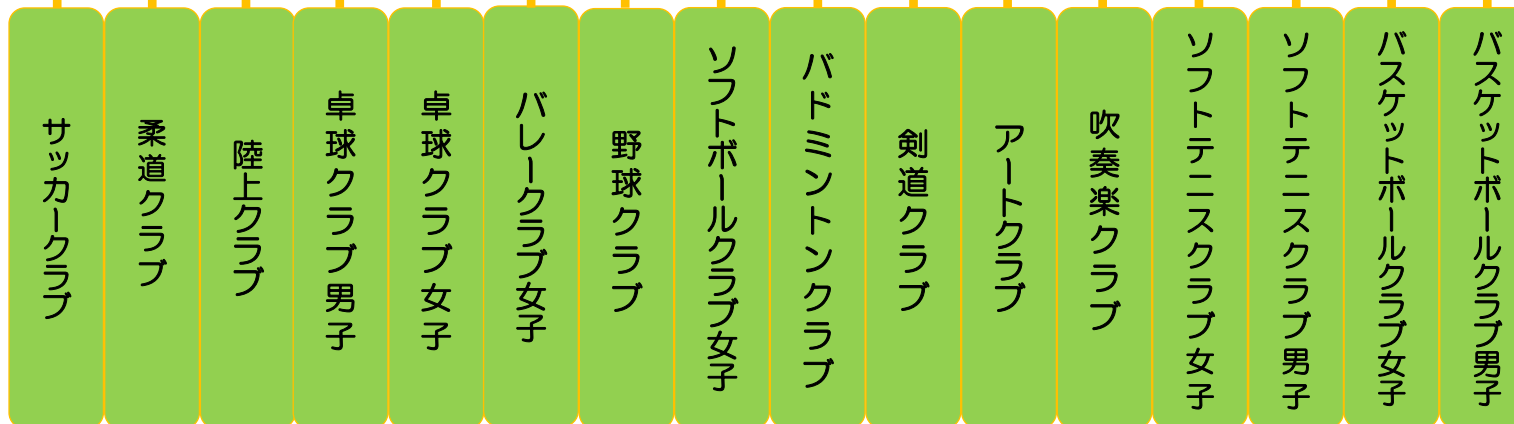 バスケットボールクラブ男子
バスケットボールクラブ女子
ソフトテニスクラブ男子
ソフトテニスクラブ女子
吹奏楽クラブ
アートクラブ
剣道クラブ
バドミントンクラブ
ソフトボールクラブ女子
野球クラブ
バレークラブ女子
卓球クラブ女子
卓球クラブ男子
陸上クラブ
柔道クラブ
サッカークラブ